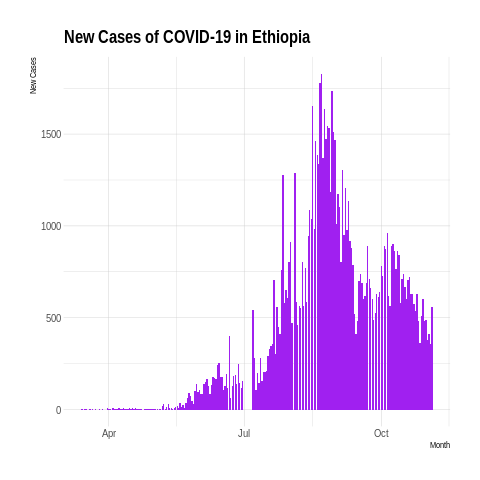 New Cases of COVID-19 in Ethiopia
New Cases
1500
1000
500
0
Apr
Jul
Oct
Month